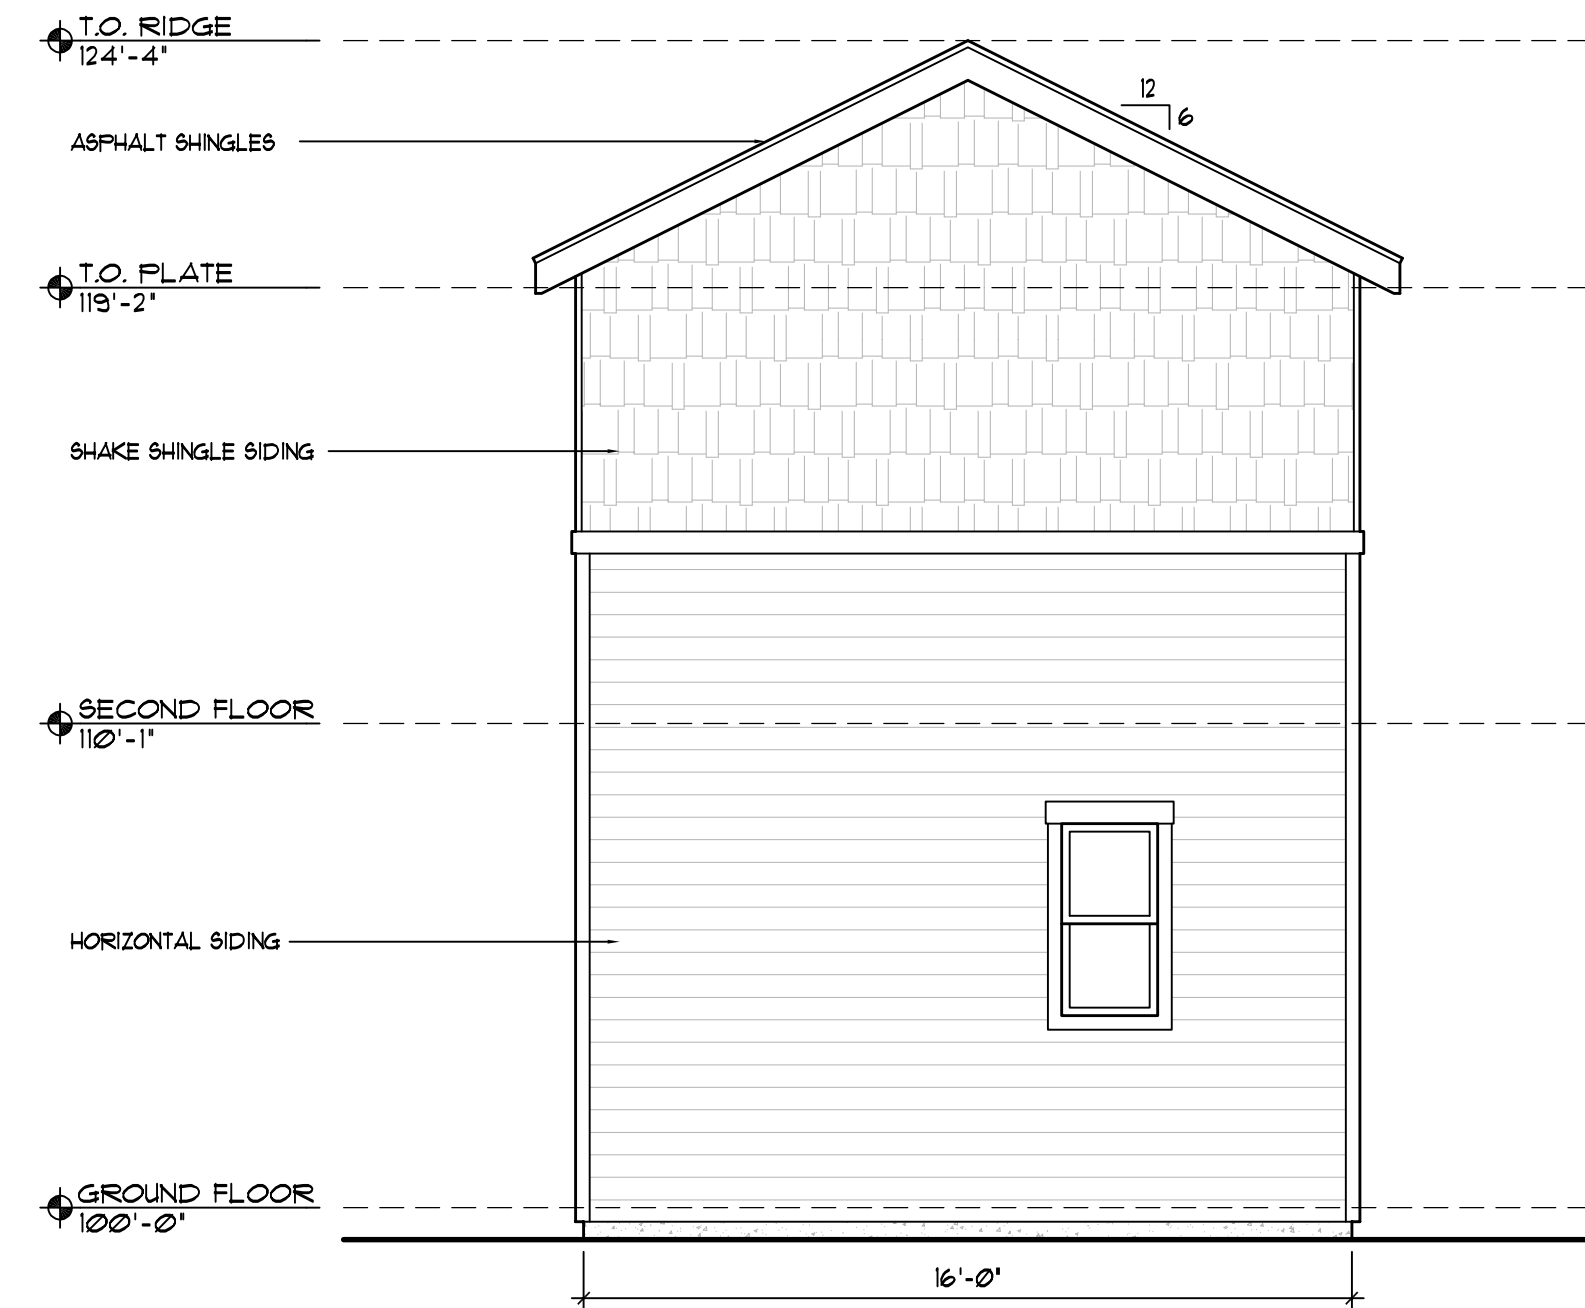 T.O. RIDGE
124'-4"
12
6
ASPHALT SHINGLES
T.O. PLATE
119'-2"
SHAKE SHINGLE SIDING
SECOND FLOOR
110'-1"
HORIZONTAL SIDING
GROUND FLOOR
100'-0"
16'-0"